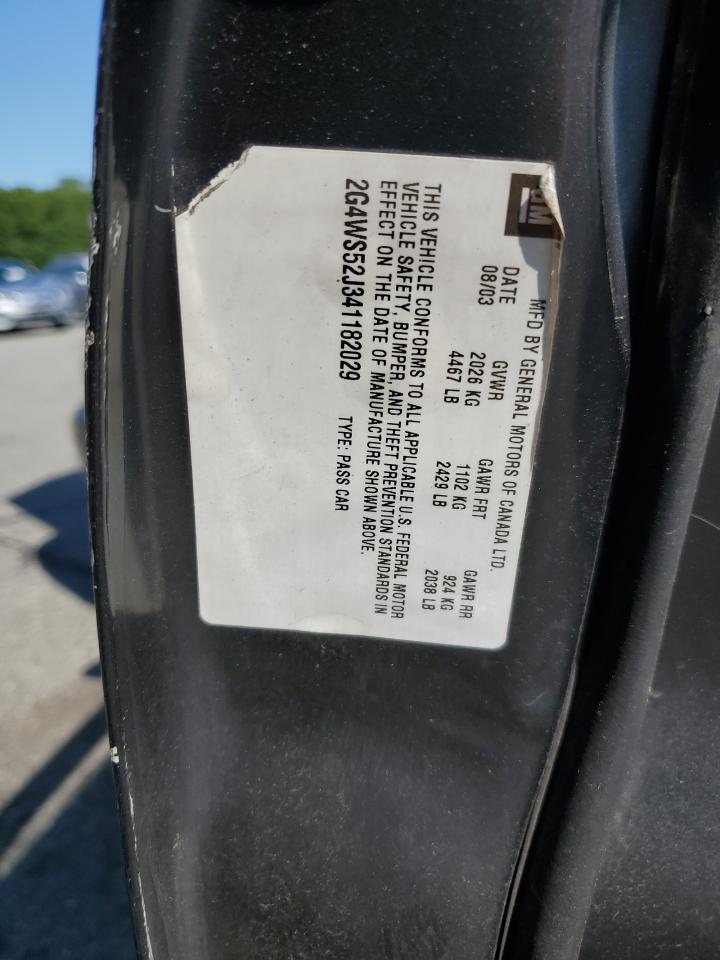 GM
MFD BY GENERAL MOTORS OF CANADA LTD.
DATE GVWR GAWR FRT GAWR RR
08/03 2026 KG 1102 KG 924 KG
4467 LB 2429 LB 2038 LB
THIS VEHICLE CONFORMS TO ALL APPLICABLE U.S. FEDERAL MOTOR
VEHICLE SAFETY, BUMPER, AND THEFT PREVENTION STANDARDS IN
EFFECT ON THE DATE OF MANUFACTURE SHOWN ABOVE.
2G4WS52J341182029 TYPE: PASS CAR